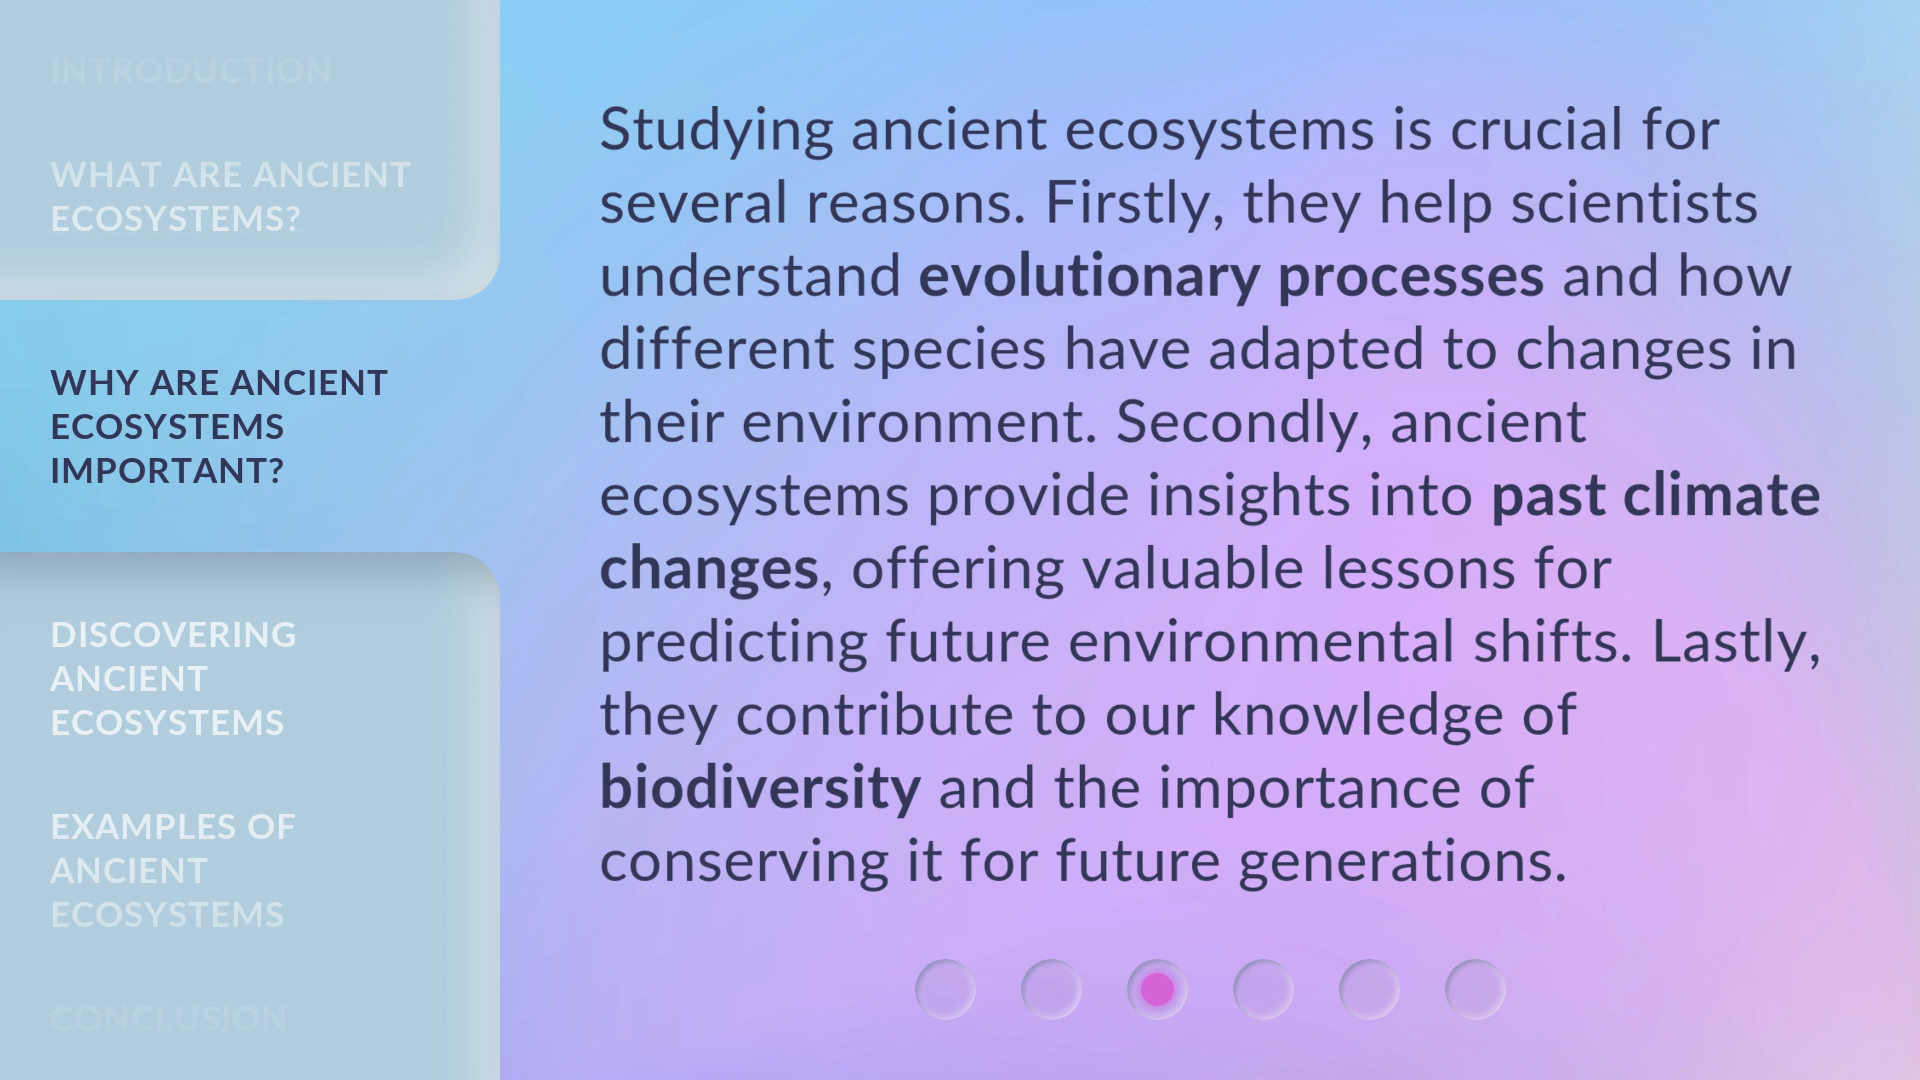 INTRODUCTION
WHAT ARE ANCIENT
ECOSYSTEMS?
WHY ARE ANCIENT
ECOSYSTEMS
IMPORTANT?
DISCOVERING
ANCIENT
ECOSYSTEMS
EXAMPLES OF
ANCIENT
ECOSYSTEMS
CONCLUSION
Studying ancient ecosystems is crucial for
several reasons. Firstly, they help scientists
understand evolutionary processes and how
different species have adapted to changes in
their environment. Secondly, ancient
ecosystems provide insights into past climate
changes, offering valuable lessons for
predicting future environmental shifts. Lastly,
they contribute to our knowledge of
biodiversity and the importance of
conserving it for future generations.